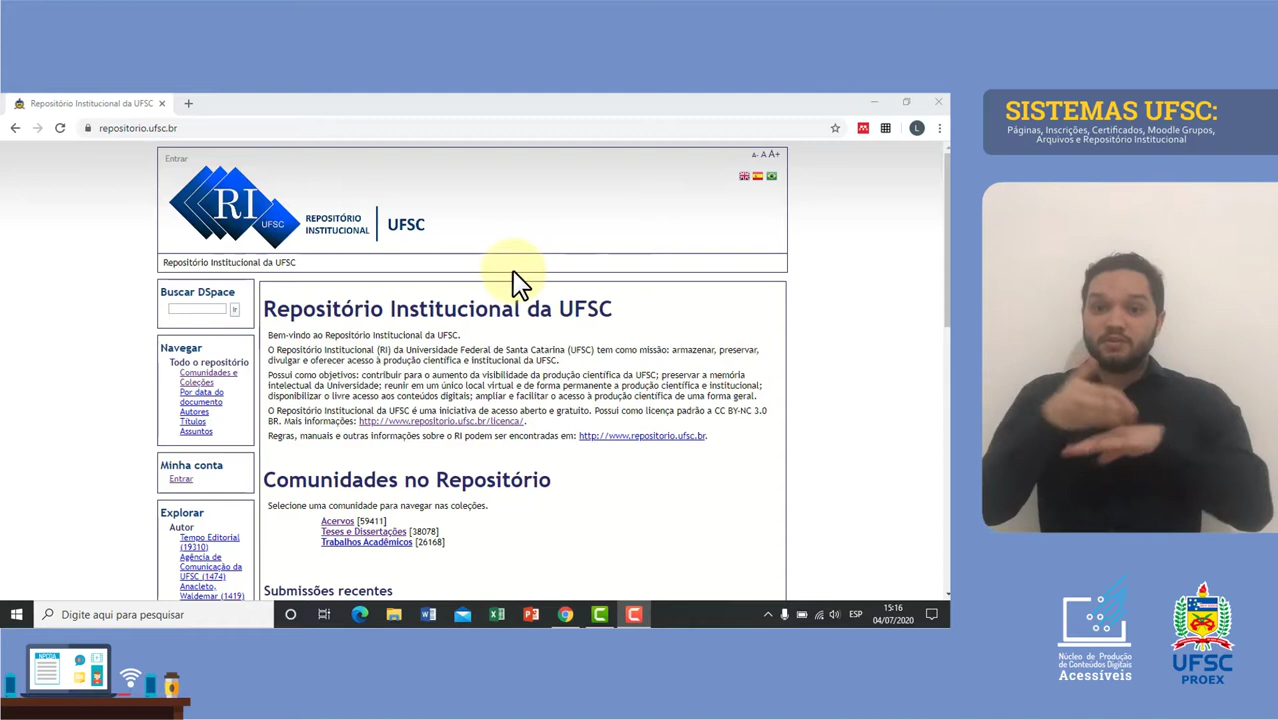 Repositório Institucional da UFSC
repositorio.ufsc.br
L
Entrar
A- A A+
RI
UFSC
REPOSITÓRIO
INSTITUCIONAL
UFSC
Repositório Institucional da UFSC
Buscar DSpace
Ir
Navegar
Todo o repositório
Comunidades e
Coleções
Por data do
documento
Autores
Títulos
Assuntos
Minha conta
Entrar
Explorar
Autor
Tempo Editorial
(19310)
Agência de
Comunicação da
UFSC (1474)
Anacleto,
Waldemar (1419)
Repositório Institucional da UFSC
Bem-vindo ao Repositório Institucional da UFSC.
O Repositório Institucional (RI) da Universidade Federal de Santa Catarina (UFSC) tem como missão: armazenar, preservar,
divulgar e oferecer acesso à produção científica e institucional da UFSC.
Possui como objetivos: contribuir para o aumento da visibilidade da produção científica da UFSC; preservar a memória
intelectual da Universidade; reunir em um único local virtual e de forma permanente a produção científica e institucional;
disponibilizar o livre acesso aos conteúdos digitais; ampliar e facilitar o acesso à produção científica de uma forma geral.
O Repositório Institucional da UFSC é uma iniciativa de acesso aberto e gratuito. Possui como licença padrão a CC BY-NC 3.0
BR. Mais informações: http://www.repositorio.ufsc.br/licenca/.
Regras, manuais e outras informações sobre o RI podem ser encontradas em: http://www.repositorio.ufsc.br.
Comunidades no Repositório
Selecione uma comunidade para navegar nas coleções.
Acervos [59411]
Teses e Dissertações [38078]
Trabalhos Acadêmicos [26168]
Submissões recentes
Digite aqui para pesquisar
ESP
15:16
04/07/2020
SISTEMAS UFSC:
Páginas, Inscrições, Certificados, Moodle Grupos,
Arquivos e Repositório Institucional
Núcleo de Produção
de Conteúdos Digitais
Acessíveis
UFSC
PROEX